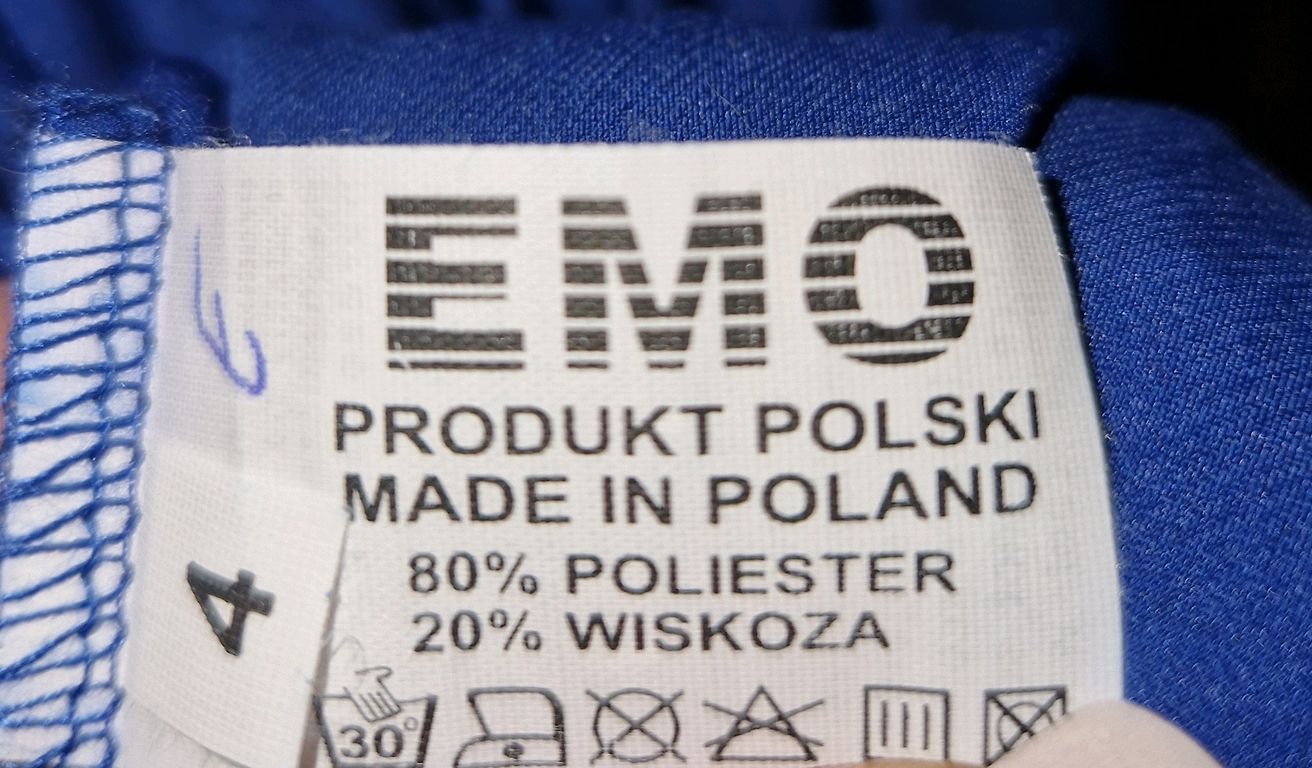 EMO
PRODUKT POLSKI
MADE IN POLAND
80% POLIESTER
20% WISKOZA
4
30°